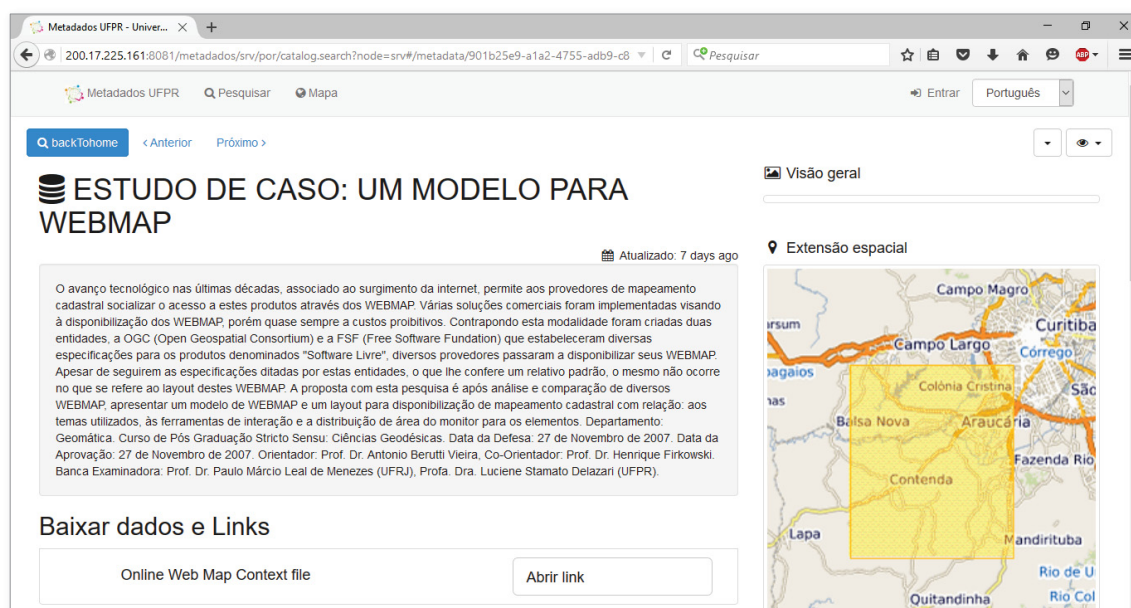 Metadados UFPR - Univer...
200.17.225.161:8081/metadados/srv/por/catalog.search?node=srv#/metadata/901b25e9-a1a2-4755-adb9-c8
Pesquisar
ABP
Metadados UFPR Pesquisar Mapa
Entrar Português
backTohome <Anterior Próximo >
ESTUDO DE CASO: UM MODELO PARA
WEBMAP
Atualizado: 7 days ago
O avanço tecnológico nas últimas décadas, associado ao surgimento da internet, permite aos provedores de mapeamento
cadastral socializar o acesso a estes produtos através dos WEBMAP. Várias soluções comerciais foram implementadas visando
à disponibilização dos WEBMAP, porém quase sempre a custos proibitivos. Contrapondo esta modalidade foram criadas duas
entidades, a OGC (Open Geospatial Consortium) e a FSF (Free Software Fundation) que estabeleceram diversas
especificações para os produtos denominados "Software Livre", diversos provedores passaram a disponibilizar seus WEBMAP.
Apesar de seguirem as especificações ditadas por estas entidades, o que lhe confere um relativo padrão, o mesmo não ocorre
no que se refere ao layout destes WEBMAP. A proposta com esta pesquisa é após análise e comparação de diversos
WEBMAP, apresentar um modelo de WEBMAP e um layout para disponibilização de mapeamento cadastral com relação: aos
temas utilizados, às ferramentas de interação e a distribuição de área do monitor para os elementos. Departamento:
Geomática. Curso de Pós Graduação Stricto Sensu: Ciências Geodésicas. Data da Defesa: 27 de Novembro de 2007. Data da
Aprovação: 27 de Novembro de 2007. Orientador: Prof. Dr. Antonio Berutti Vieira, Co-Orientador: Prof. Dr. Henrique Firkowski.
Banca Examinadora: Prof. Dr. Paulo Márcio Leal de Menezes (UFRJ), Profa. Dra. Luciene Stamato Delazari (UFPR).
Baixar dados e Links
Online Web Map Context file
Abrir link
Visão geral
Extensão espacial
Campo Magro
rsum
Curitiba
Campo Largo
Córrego
pagaios
Colônia Cristina
São
nas
Balsa Nova
Araucária
Fazenda Rio
Contenda
Lapa
Mandirituba
Rio de U
Quitandinha
Rio Col